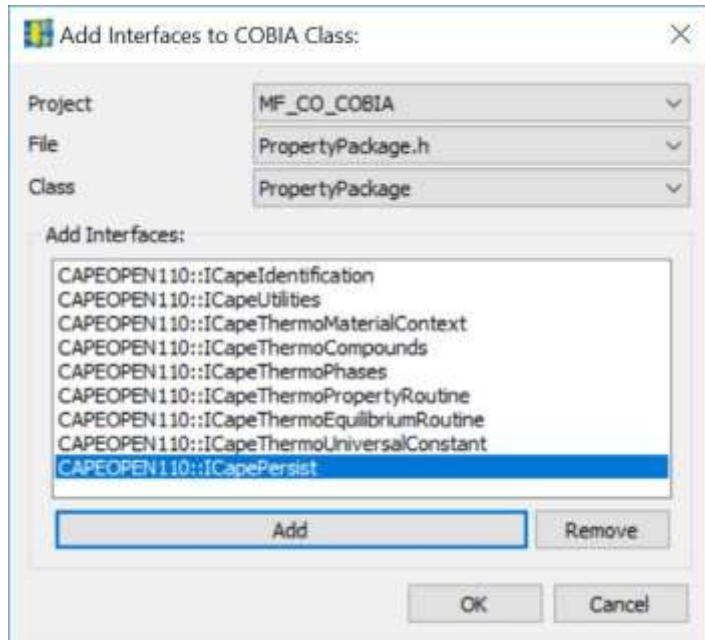 Add Interfaces to COBIA Class:
Project MF_CO_COBIA
File PropertyPackage.h
Class PropertyPackage
Add Interfaces:
CAPEOPEN110::ICapeIdentification
CAPEOPEN110::ICapeUtilities
CAPEOPEN110::ICapeThermoMaterialContext
CAPEOPEN110::ICapeThermoCompounds
CAPEOPEN110::ICapeThermoPhases
CAPEOPEN110::ICapeThermoPropertyRoutine
CAPEOPEN110::ICapeThermoEquilibriumRoutine
CAPEOPEN110::ICapeThermoUniversalConstant
CAPEOPEN110::ICapePersist
Add Remove
OK Cancel